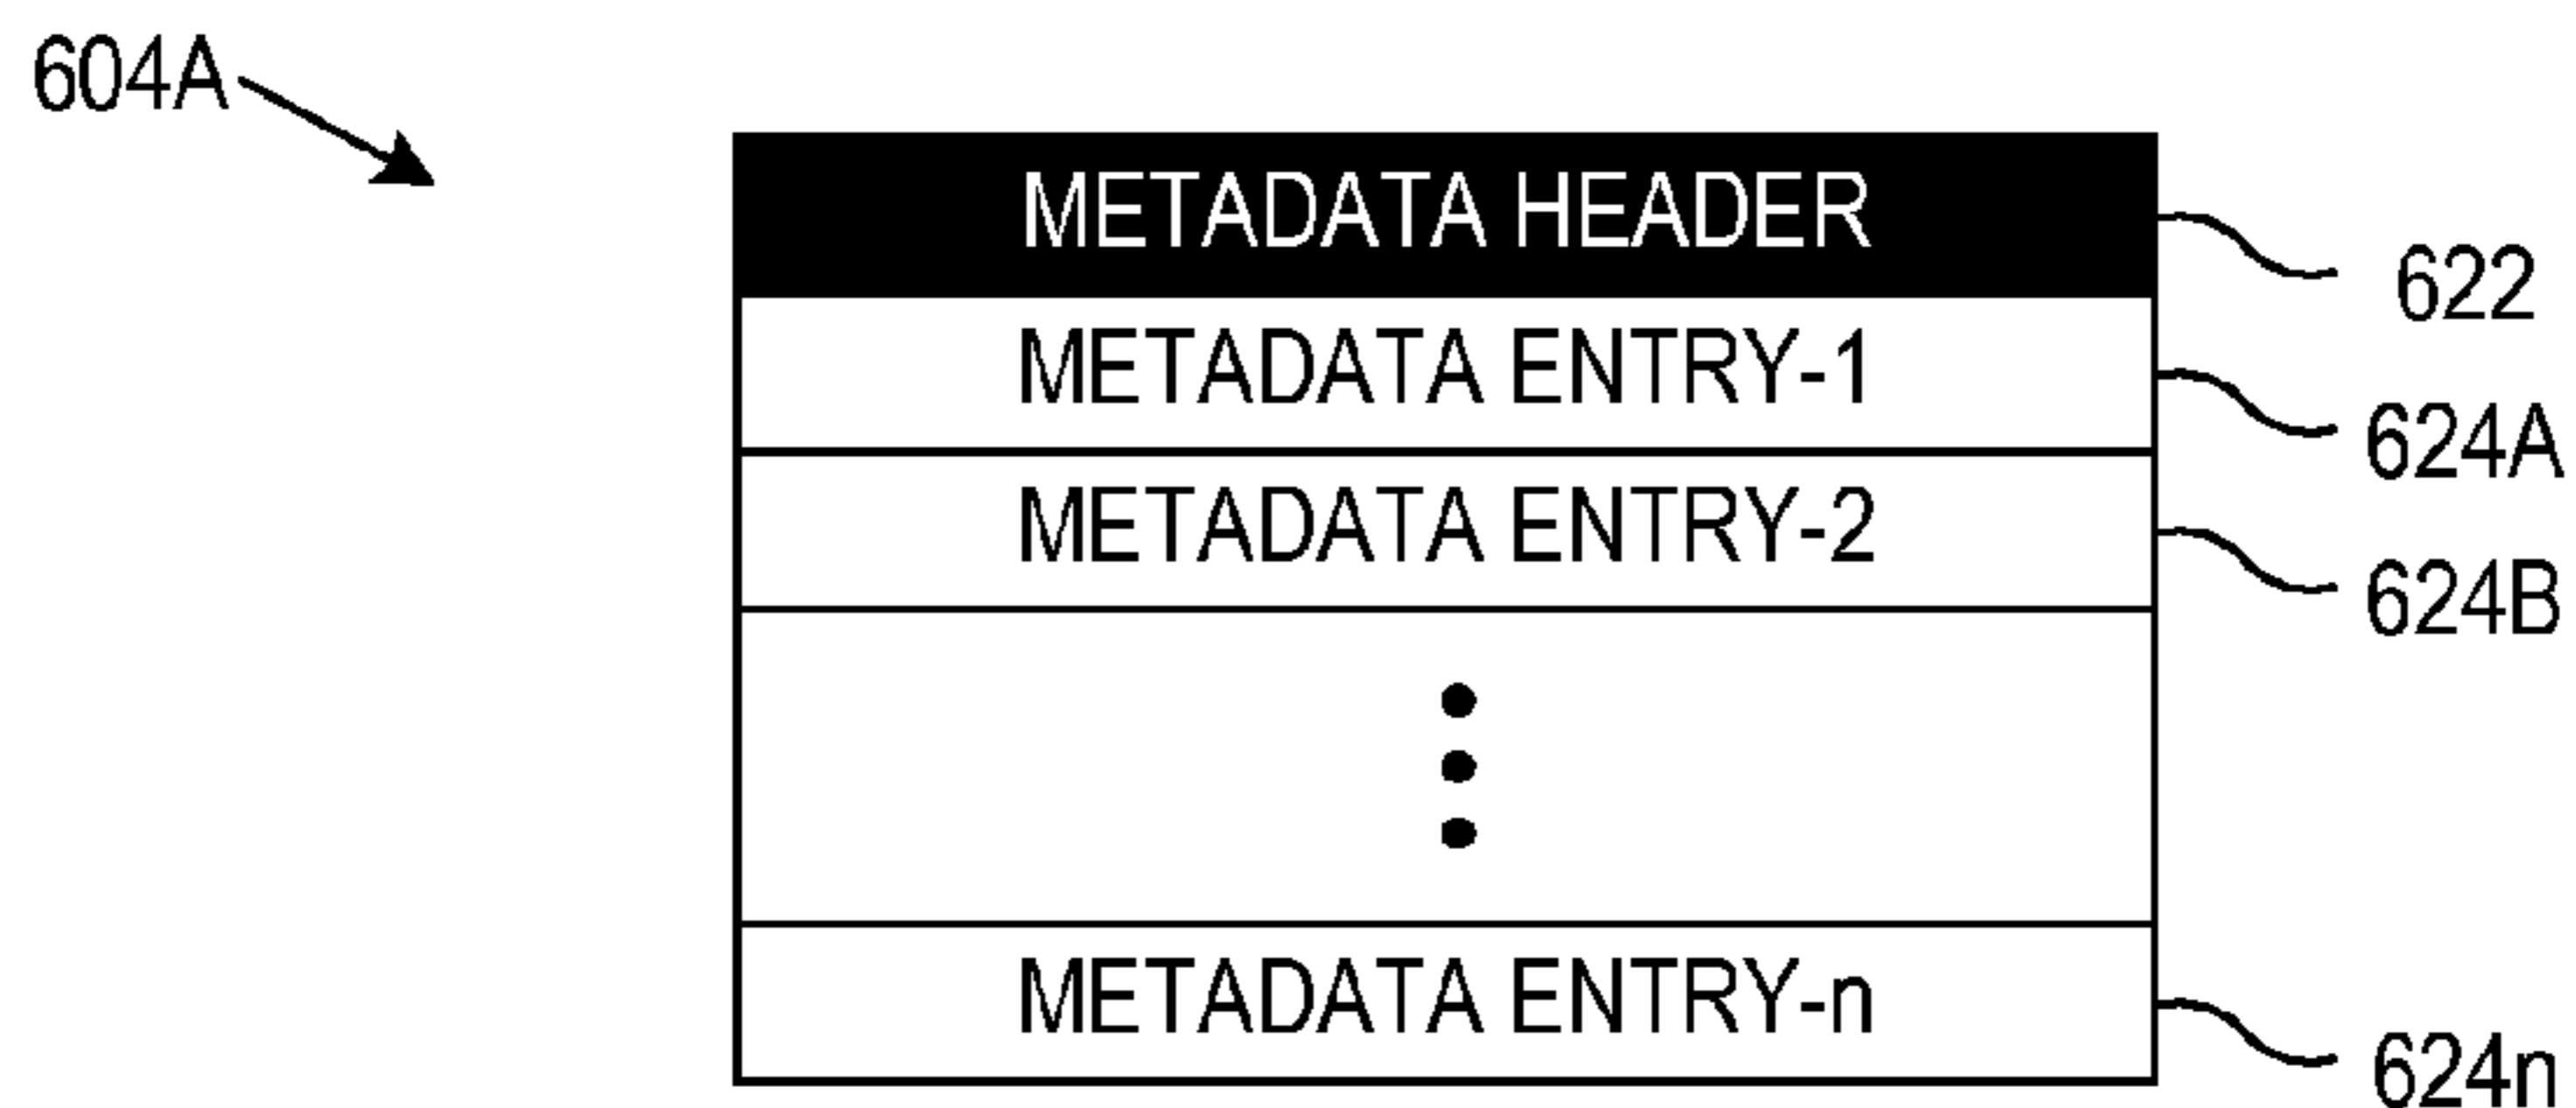 604A
METADATA HEADER
622
METADATA ENTRY-1
624A
METADATA ENTRY-2
624B
METADATA ENTRY-n
624n